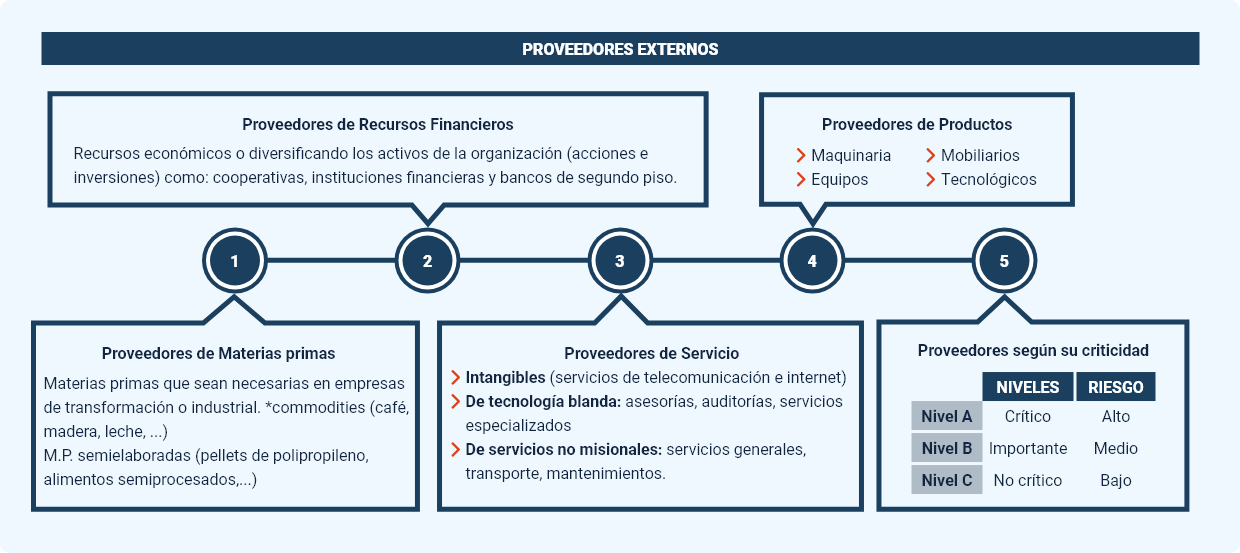 PROVEEDORES EXTERNOS
Proveedores de Recursos Financieros
Recursos económicos o diversificando los activos de la organización (acciones e
inversiones) como: cooperativas, instituciones financieras y bancos de segundo piso.
Proveedores de Productos
Maquinaria Mobiliarios
Equipos Tecnológicos
1 2 3 4 5
Proveedores de Materias primas
Materias primas que sean necesarias en empresas
de transformación o industrial. *commodities (café,
madera, leche, ...)
M.P. semielaboradas (pellets de polipropileno,
alimentos semiprocesados,...)
Proveedores de Servicio
Intangibles (servicios de telecomunicación e internet)
De tecnología blanda: asesorías, auditorías, servicios
especializados
De servicios no misionales: servicios generales,
transporte, mantenimientos.
Proveedores según su criticidad
NIVELES RIESGO
Nivel A Crítico Alto
Nivel B Importante Medio
Nivel C No crítico Bajo